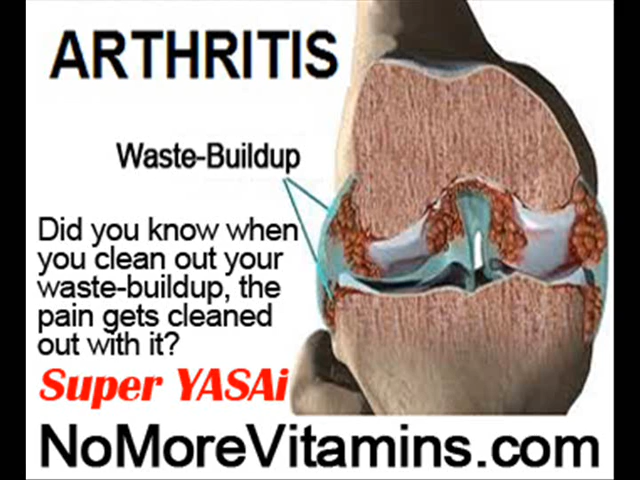 ARTHRITIS
Waste-Buildup
Did you know when
you clean out your
waste-buildup, the
pain gets cleaned
out with it?
Super YASAi
NoMoreVitamins.com